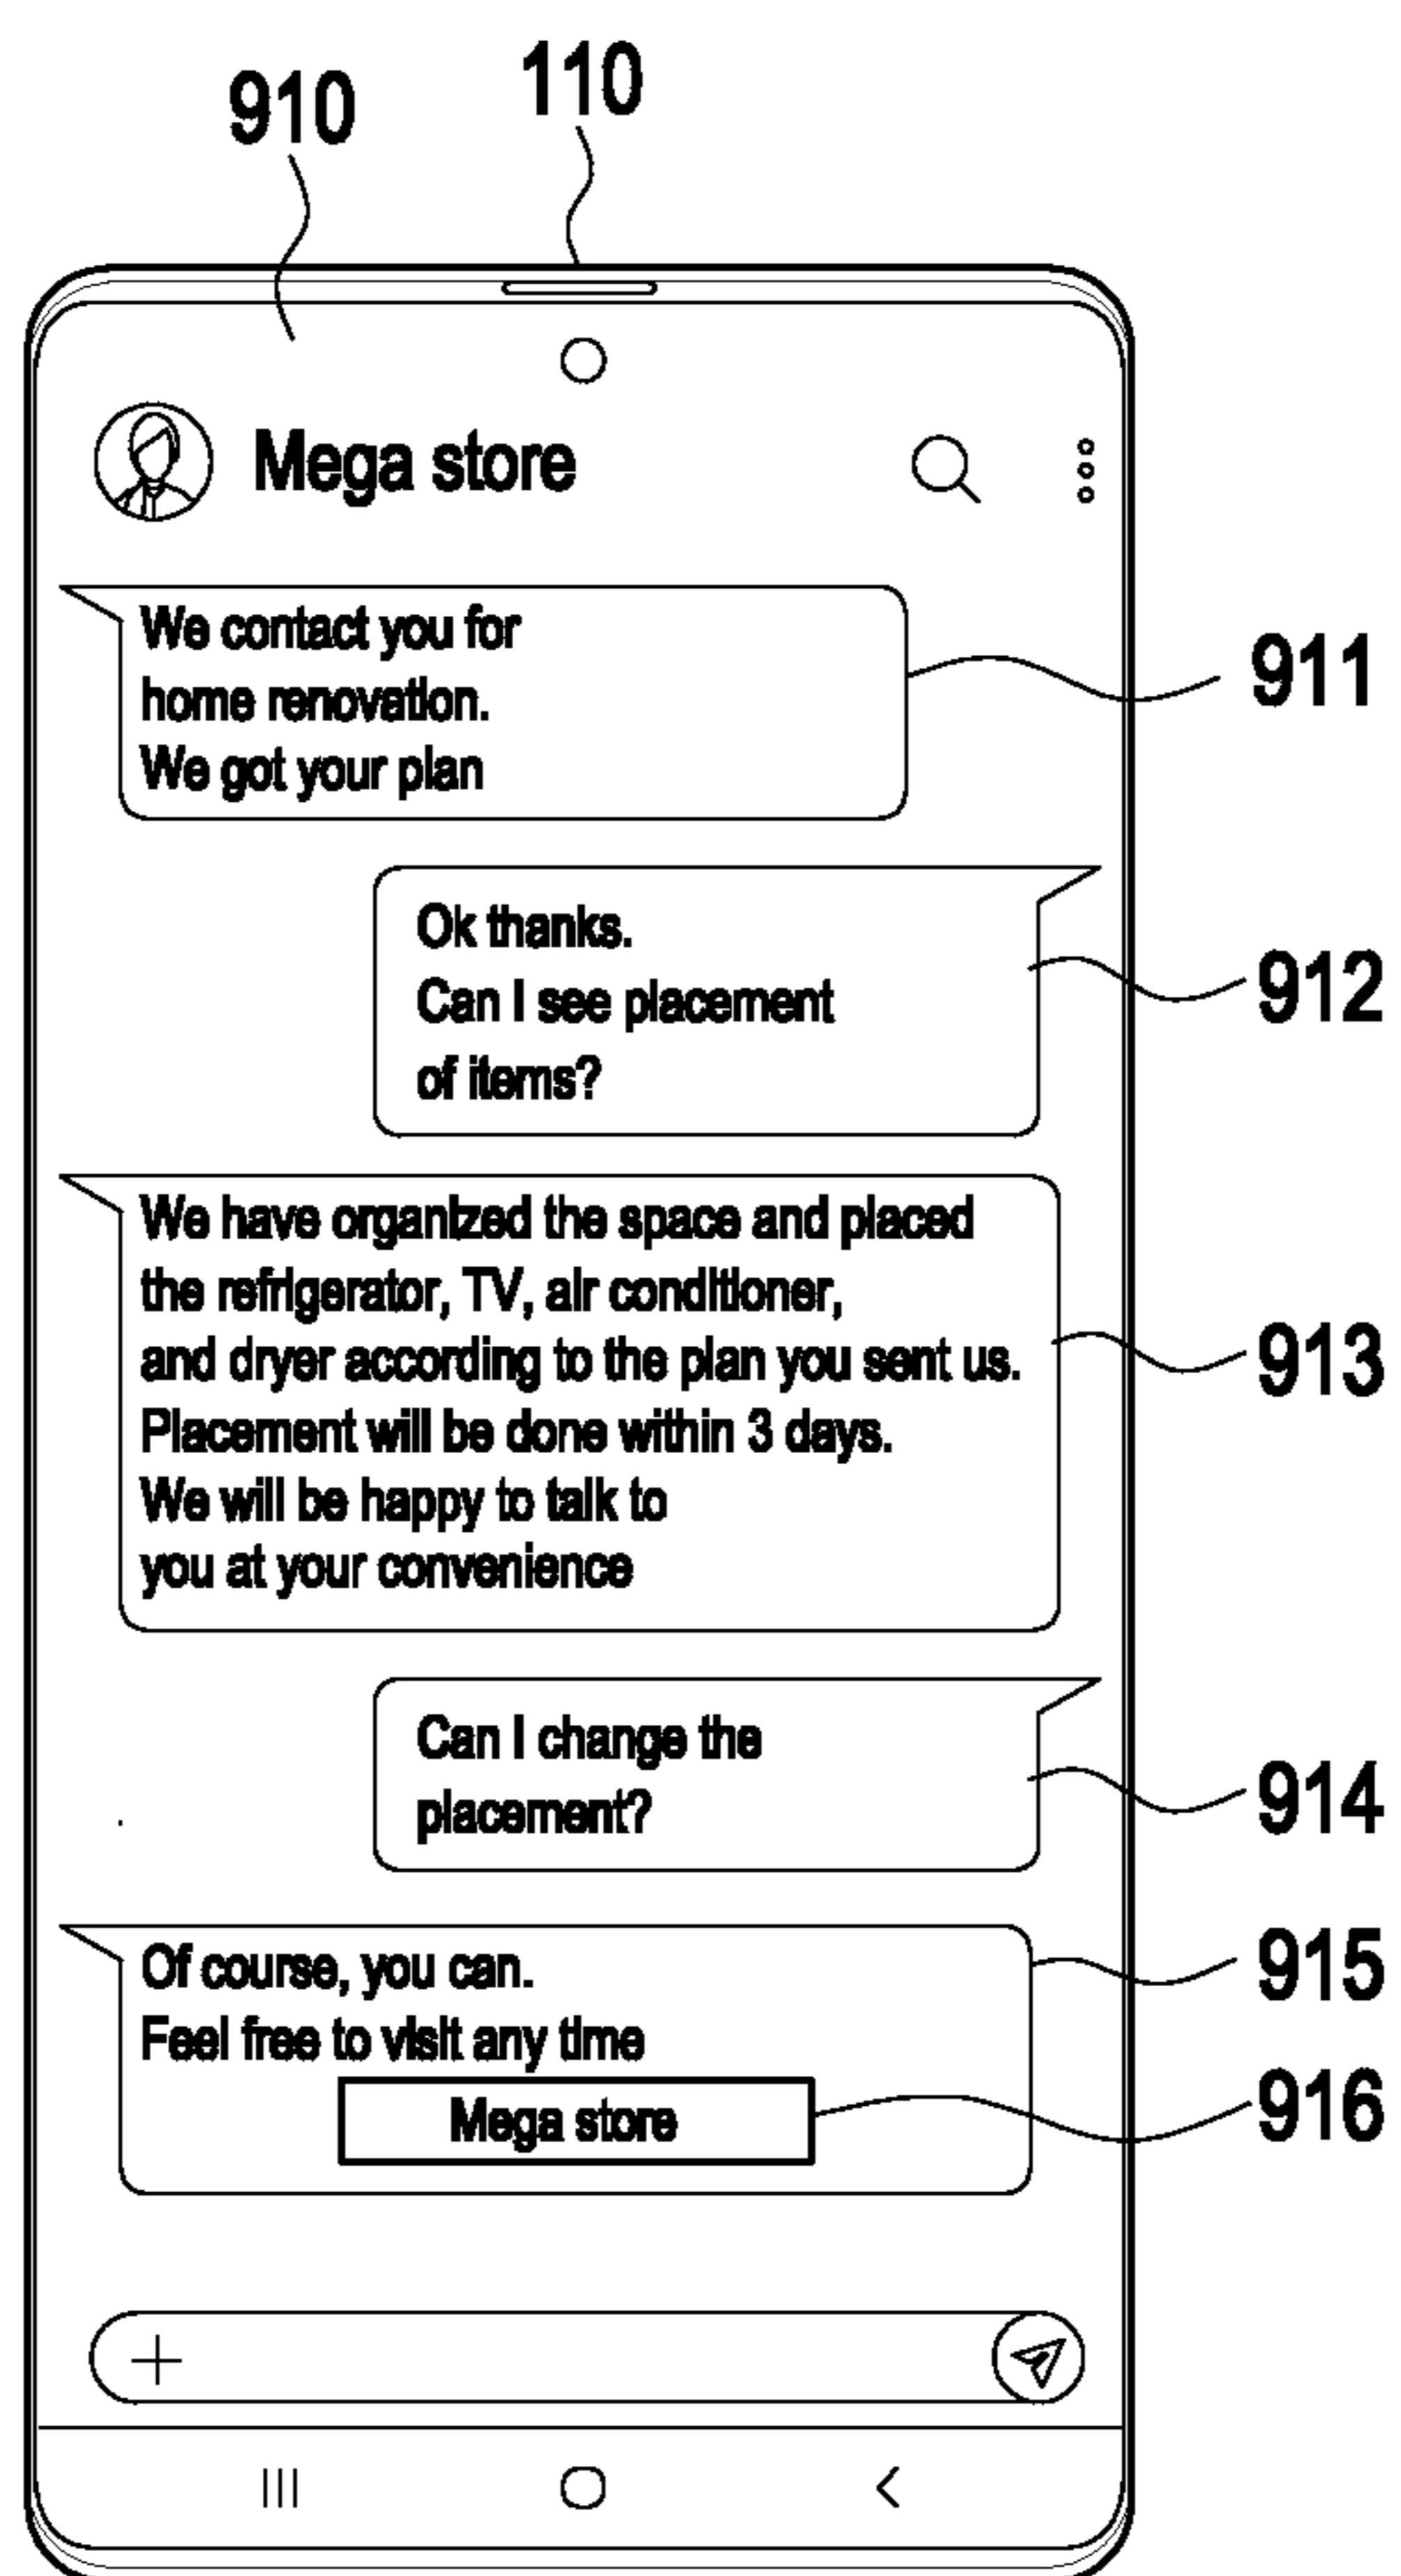 910
110
Mega store
We contact you for
home renovation.
We got your plan
911
Ok thanks.
Can I see placement
of items?
912
We have organized the space and placed
the refrigerator, TV, air conditioner,
and dryer according to the plan you sent us.
Placement will be done within 3 days.
We will be happy to talk to
you at your convenience
913
Can I change the
placement?
914
Of course, you can.
Feel free to visit any time
915
Mega store
916